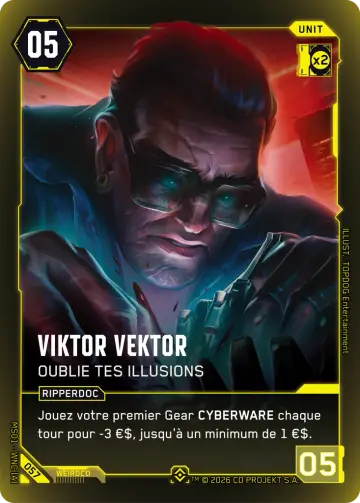 05
UNIT
x2
ILLUST. TOPDOG Entertainment
VIKTOR VEKTOR
OUBLIE TES ILLUSIONS
RIPPERDOC
Jouez votre premier Gear CYBERWARE chaque
tour pour -3 €$, jusqu'à un minimum de 1 €$.
057
WEIRDCO
™ © 2026 CD PROJEKT S.A.
05